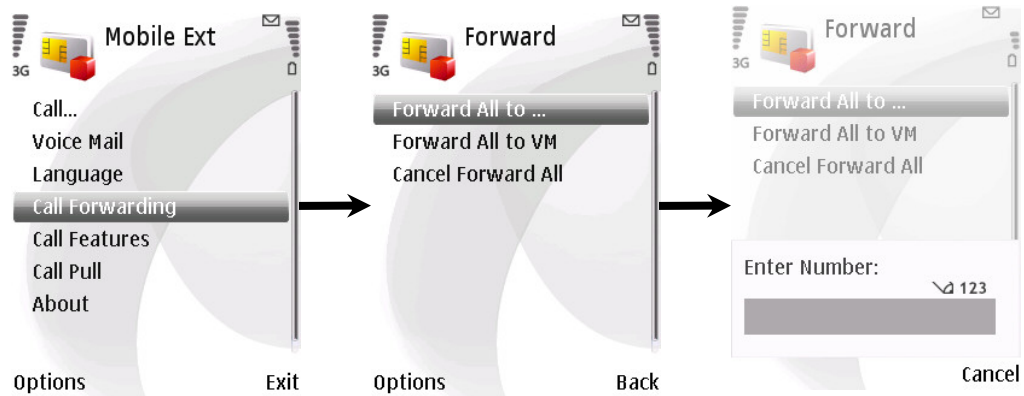 Mobile Ext
3G
Call...
Voice Mail
Language
Call Forwarding
Call Features
Call Pull
About
Options
Exit
Forward
3G
Forward All to ...
Forward All to VM
Cancel Forward All
Options
Back
Forward
3G
Forward All to ...
Forward All to VM
Cancel Forward All
Enter Number:
123
Cancel